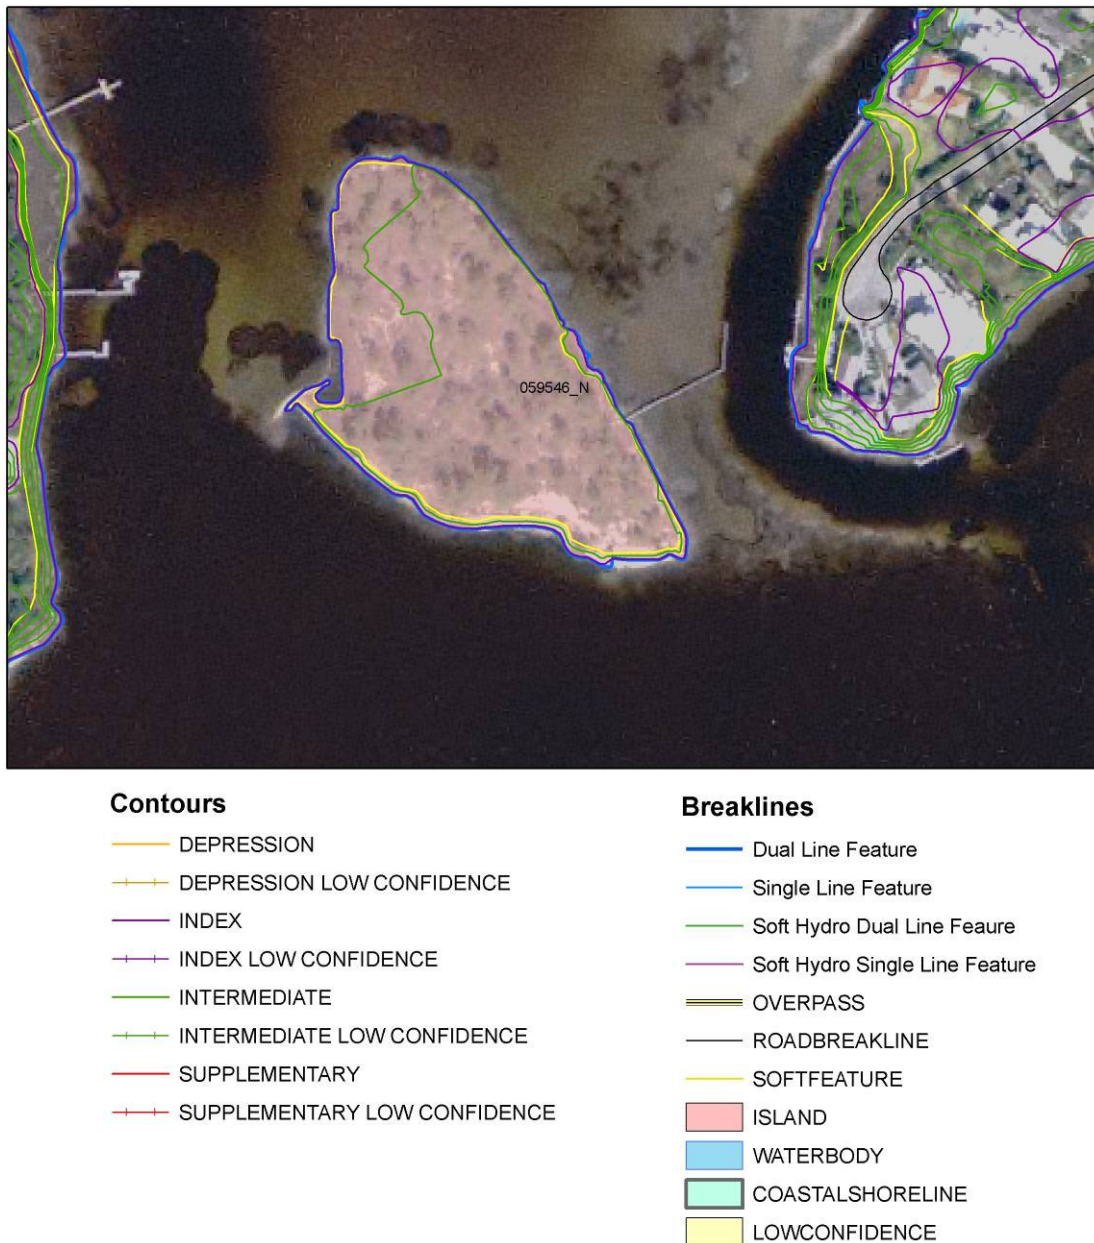 059546_N
Contours
DEPRESSION
DEPRESSION LOW CONFIDENCE
INDEX
INDEX LOW CONFIDENCE
INTERMEDIATE
INTERMEDIATE LOW CONFIDENCE
SUPPLEMENTARY
SUPPLEMENTARY LOW CONFIDENCE
Breaklines
Dual Line Feature
Single Line Feature
Soft Hydro Dual Line Feaure
Soft Hydro Single Line Feature
OVERPASS
ROADBREAKLINE
SOFTFEATURE
ISLAND
WATERBODY
COASTALSHORELINE
LOWCONFIDENCE